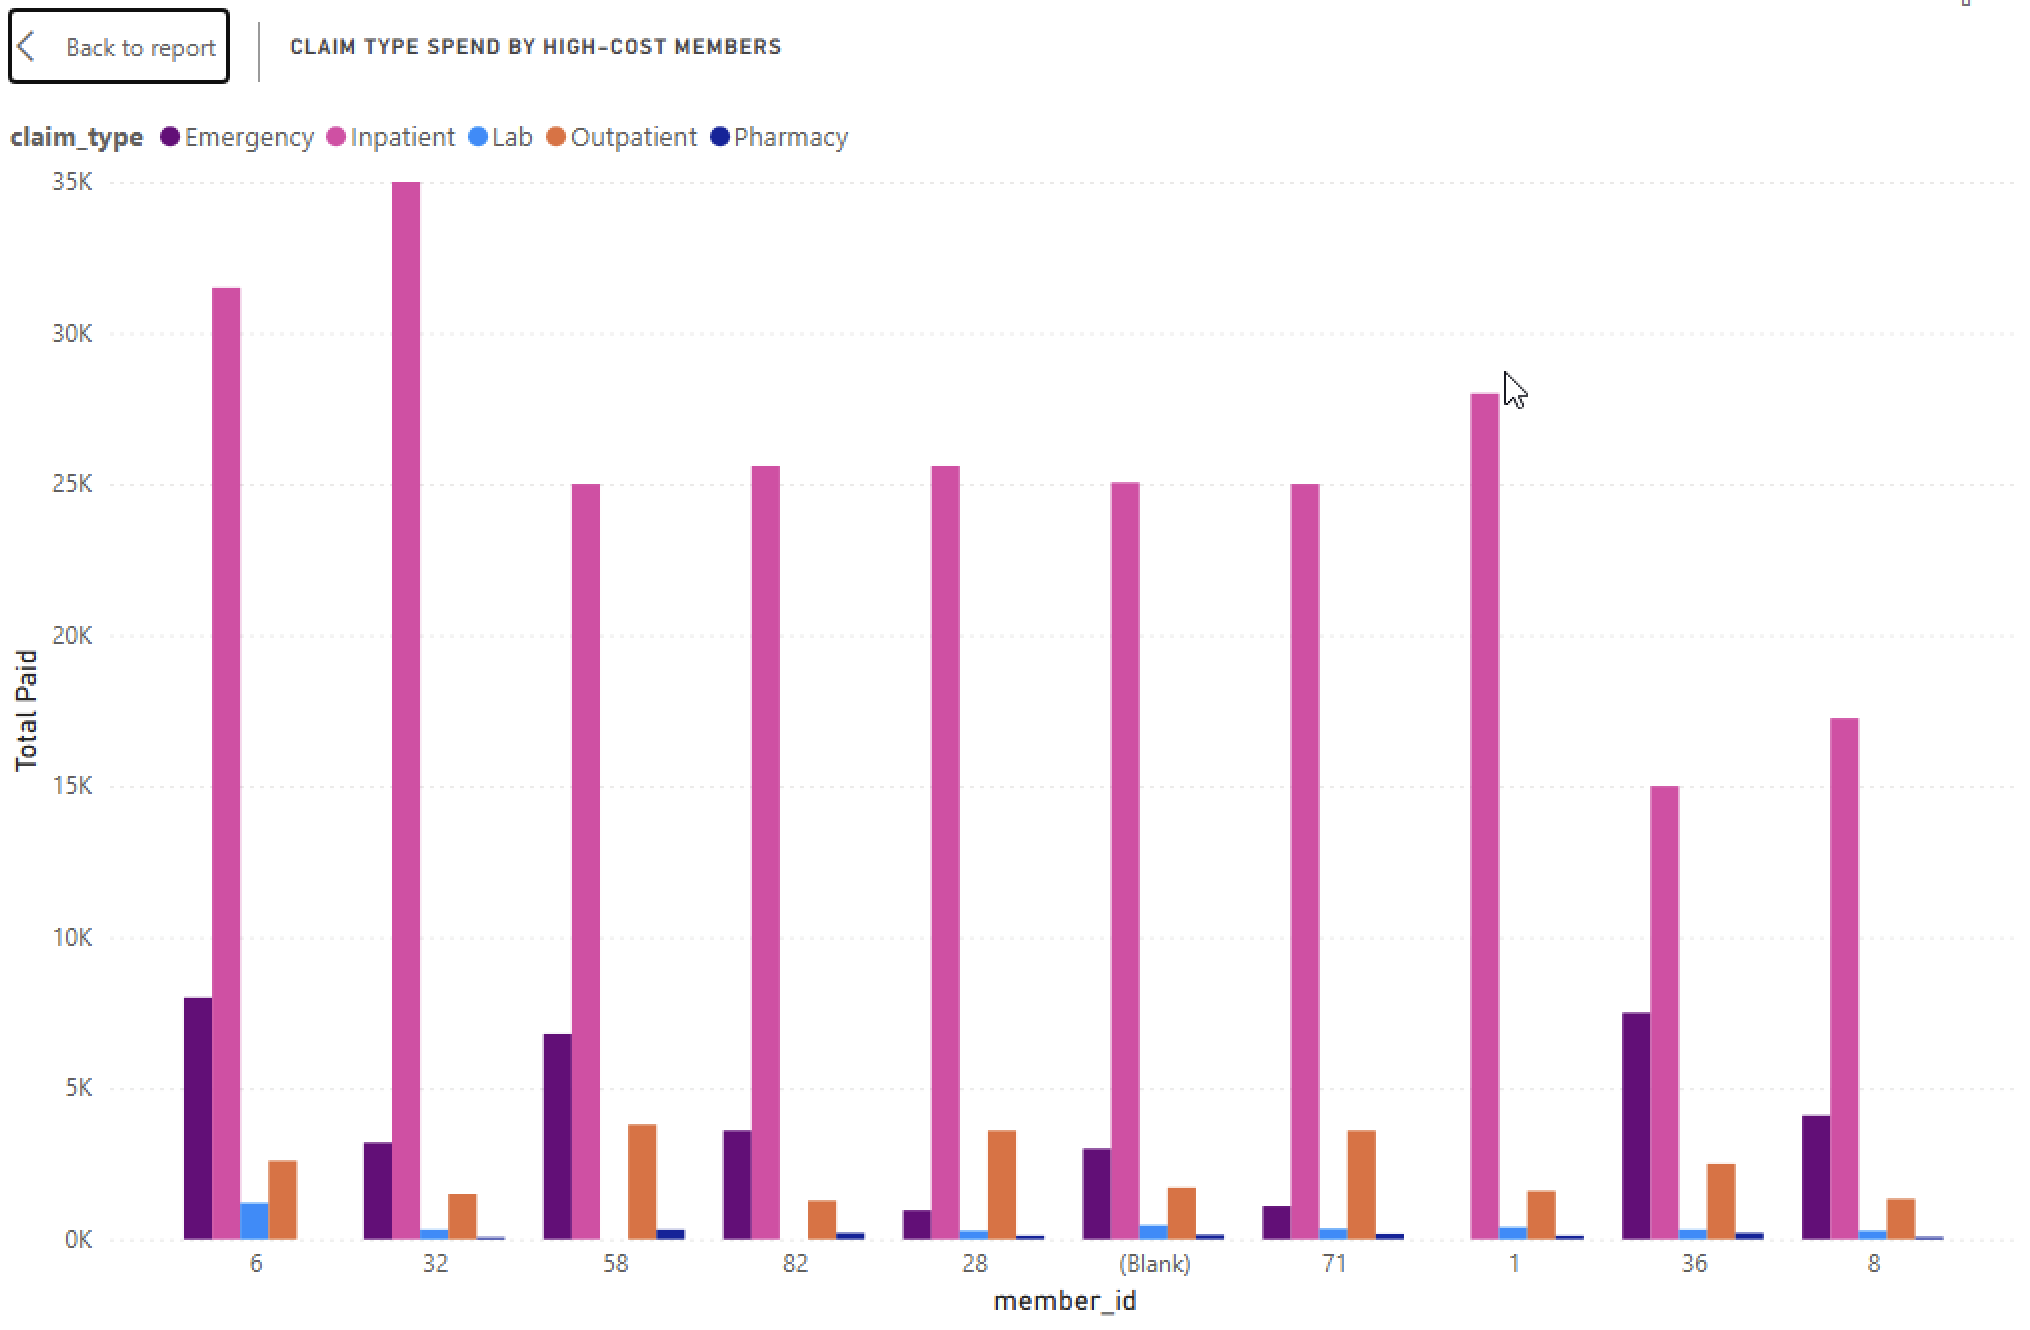 Back to report
CLAIM TYPE SPEND BY HIGH-COST MEMBERS
claim_type Emergency Inpatient Lab Outpatient Pharmacy
35K
30K
25K
20K
15K
10K
5K
0K
Total Paid
6 32 58 82 28 (Blank) 71 1 36 8
member_id